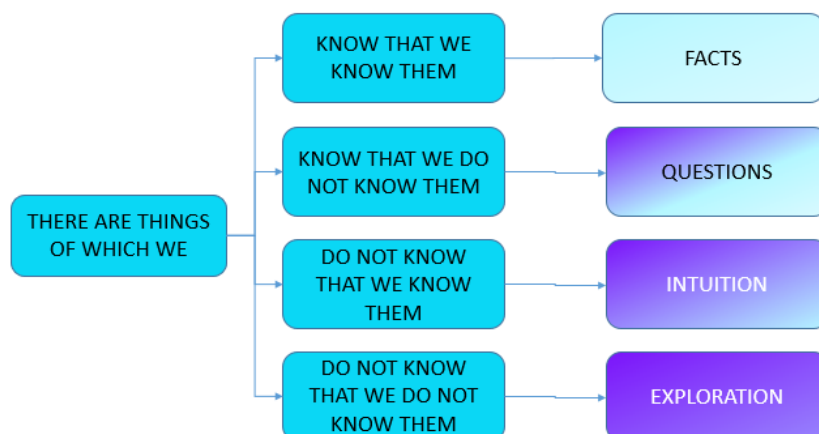 THERE ARE THINGS
OF WHICH WE
KNOW THAT WE
KNOW THEM
FACTS
KNOW THAT WE DO
NOT KNOW THEM
QUESTIONS
DO NOT KNOW
THAT WE KNOW
THEM
INTUITION
DO NOT KNOW
THAT WE DO NOT
KNOW THEM
EXPLORATION